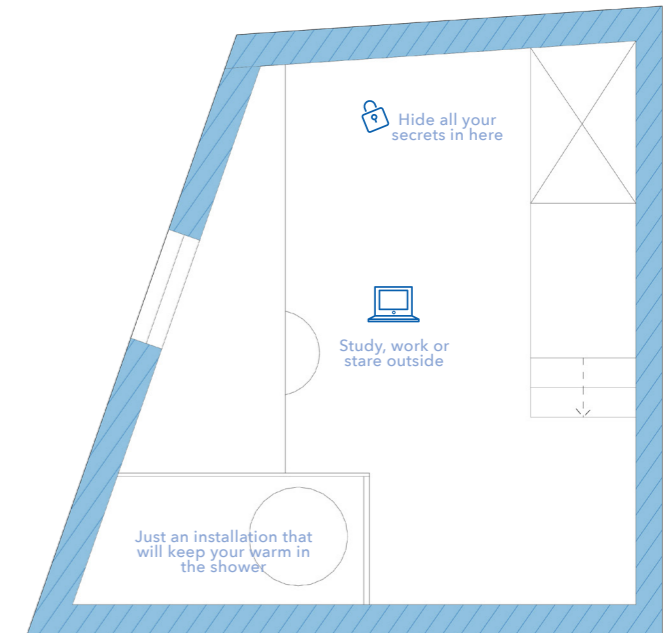 Hide all your
secrets in here
Study, work or
stare outside
Just an installation that
will keep your warm in
the shower